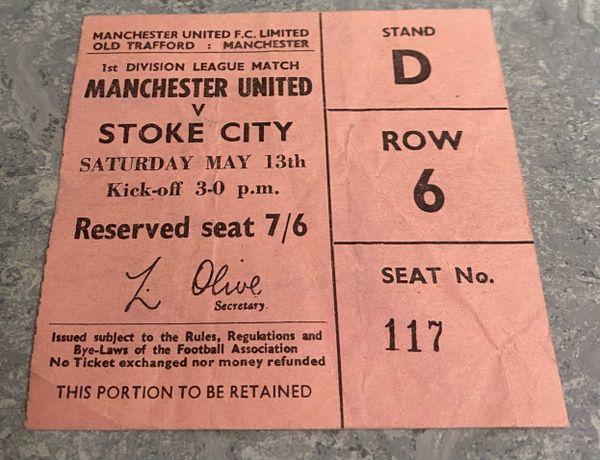 MANCHESTER UNITED F.C. LIMITED
OLD TRAFFORD : MANCHESTER
1st DIVISION LEAGUE MATCH
MANCHESTER UNITED
V
STOKE CITY
SATURDAY MAY 13th
Kick-off 3-0 p.m.
Reserved seat 7/6
L. Olive
Secretary.
Issued subject to the Rules, Regulations and
Bye-Laws of the Football Association
No Ticket exchanged nor money refunded
THIS PORTION TO BE RETAINED
STAND
D
ROW
6
SEAT No.
117